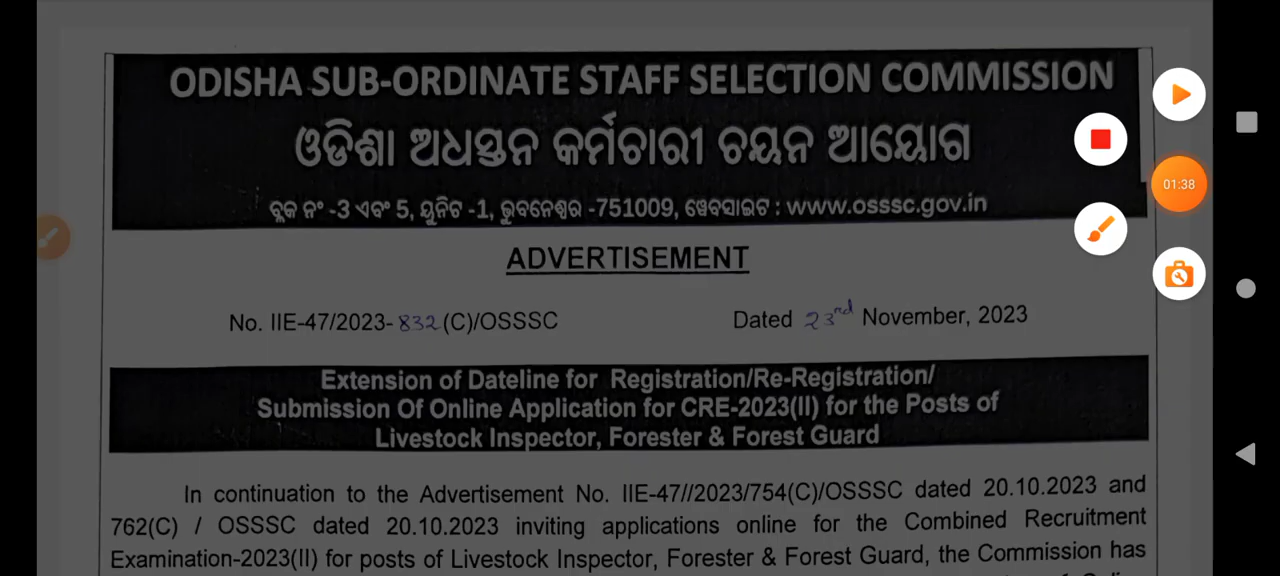 ODISHA SUB-ORDINATE STAFF SELECTION COMMISSION
ଓଡିଶା ଅଧସ୍ତନ କର୍ମଚାରୀ ଚୟନ ଆୟୋଗ
ବ୍ଲକ ନଂ -3 ଏବଂ 5, ୟୁନିଟ -1, ଭୁବନେଶ୍ୱର -751009, ୱେବସାଇଟ : www.osssc.gov.in
01:38
ADVERTISEMENT
No. IIE-47/2023-832(C)/OSSSC Dated 23rd November, 2023
Extension of Dateline for Registration/Re-Registration/
Submission Of Online Application for CRE-2023(II) for the Posts of
Livestock Inspector, Forester & Forest Guard
In continuation to the Advertisement No. IIE-47//2023/754(C)/OSSSC dated 20.10.2023 and
762(C) / OSSSC dated 20.10.2023 inviting applications online for the Combined Recruitment
Examination-2023(II) for posts of Livestock Inspector, Forester & Forest Guard, the Commission has